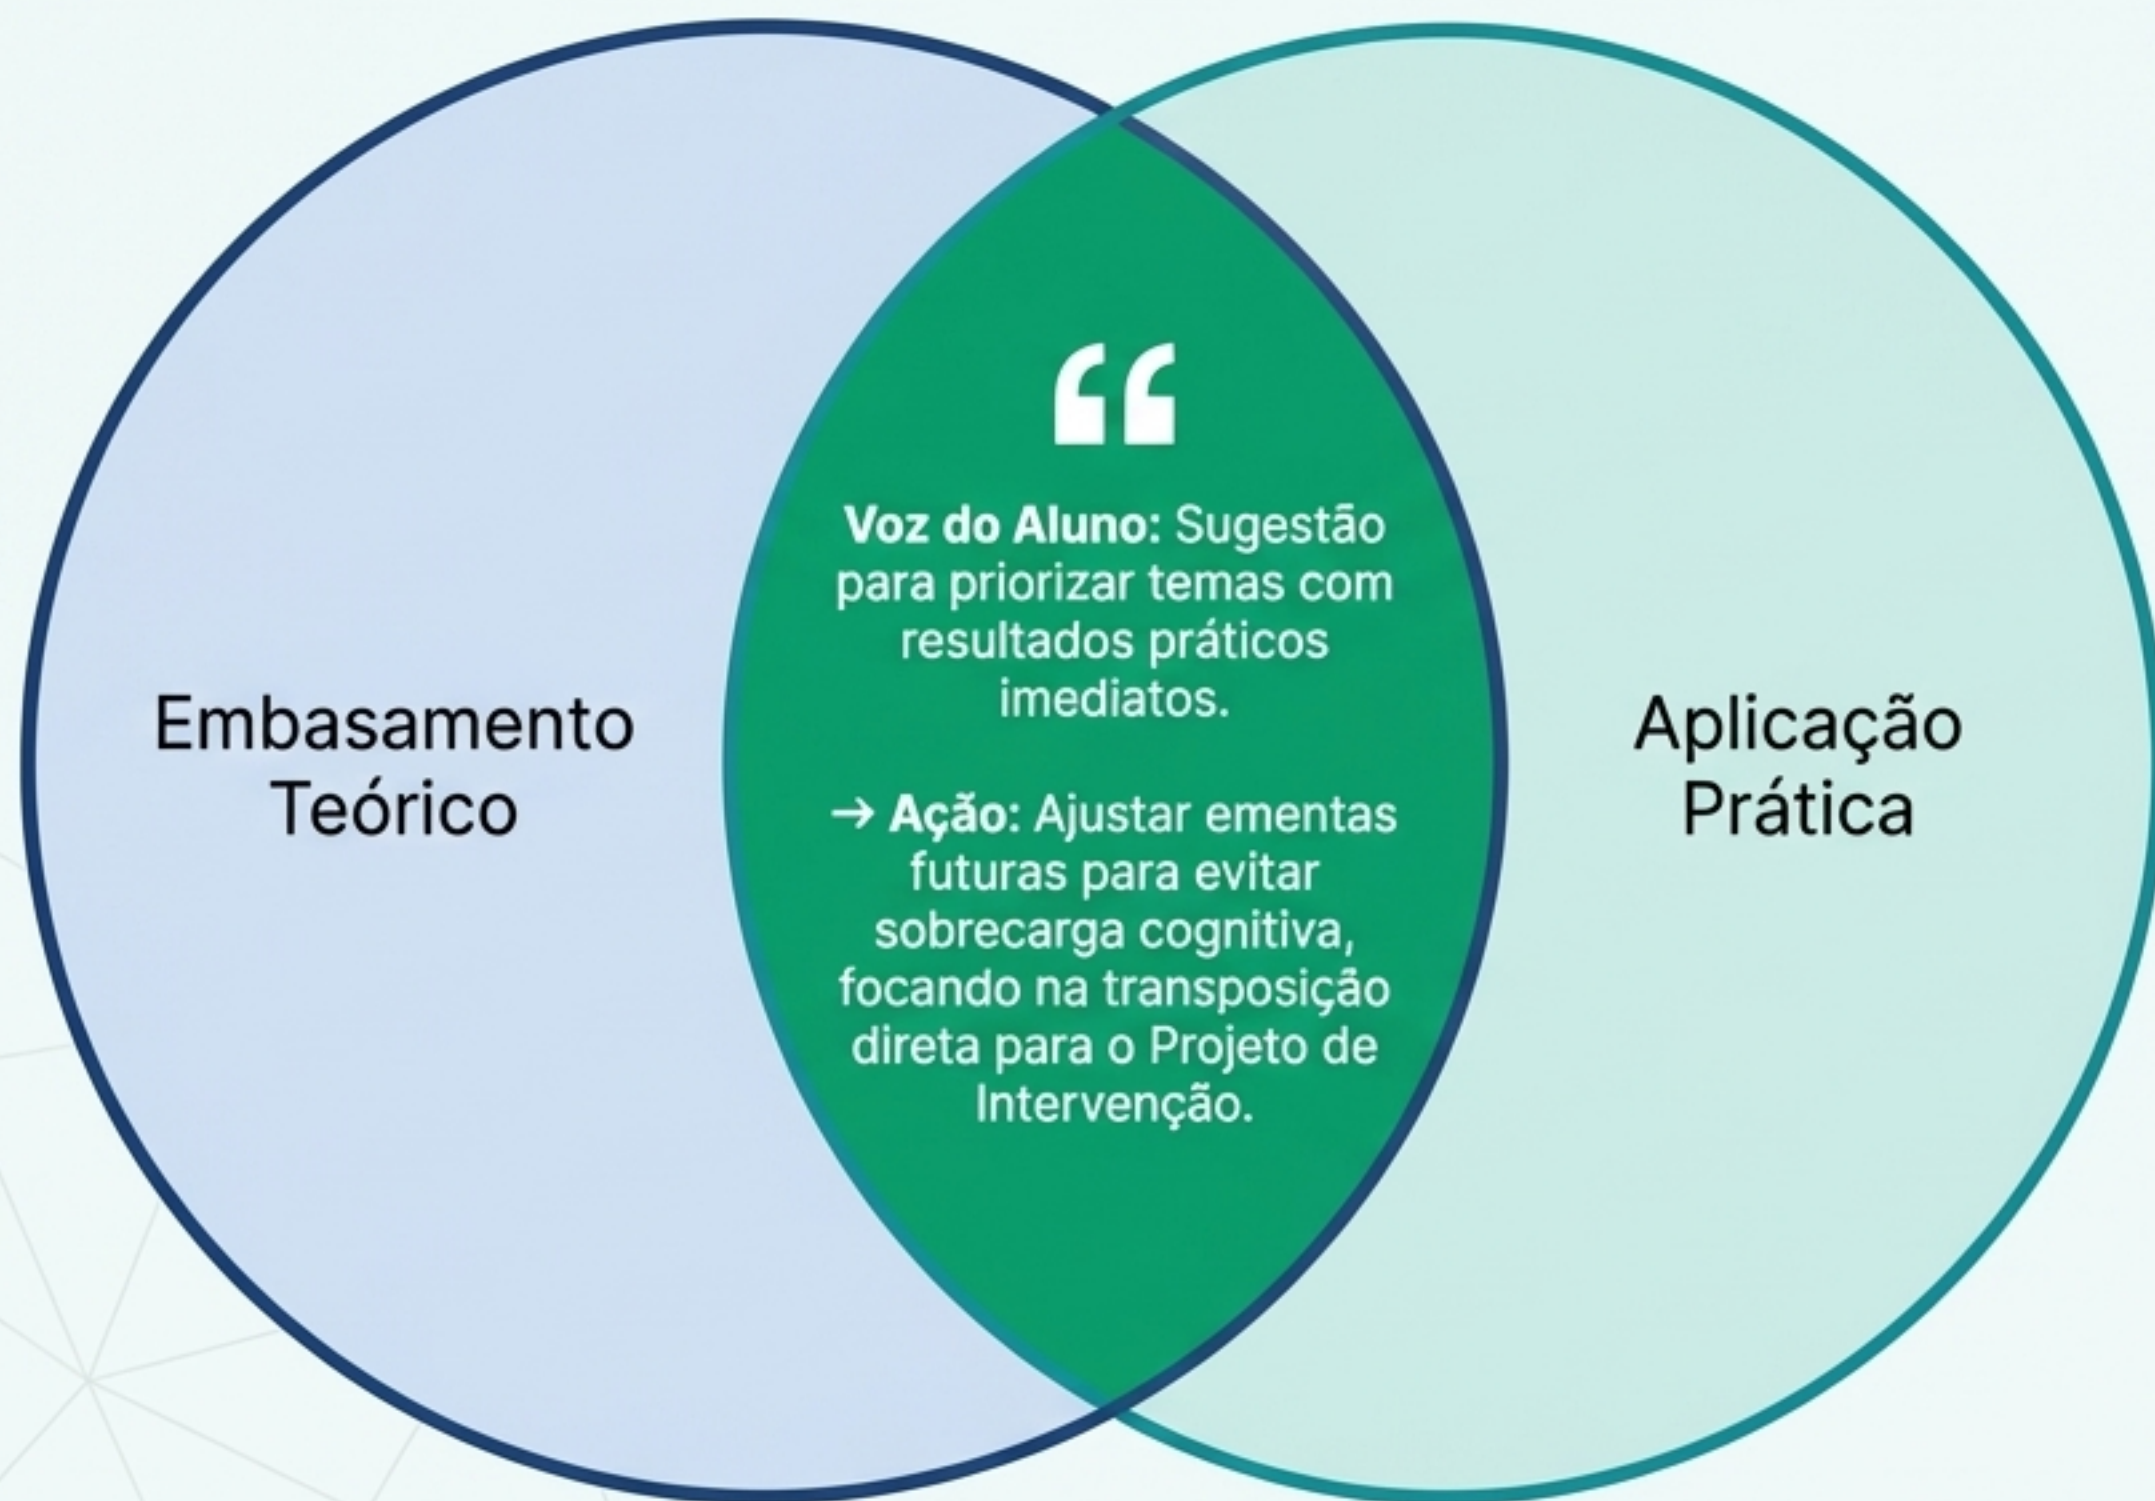 Embasamento
Teórico
“
Voz do Aluno: Sugestão
para priorizar temas com
resultados práticos
imediatos.
→ Ação: Ajustar ementas
futuras para evitar
sobrecarga cognitiva,
focando na transposição
direta para o Projeto de
Intervenção.
Aplicação
Prática